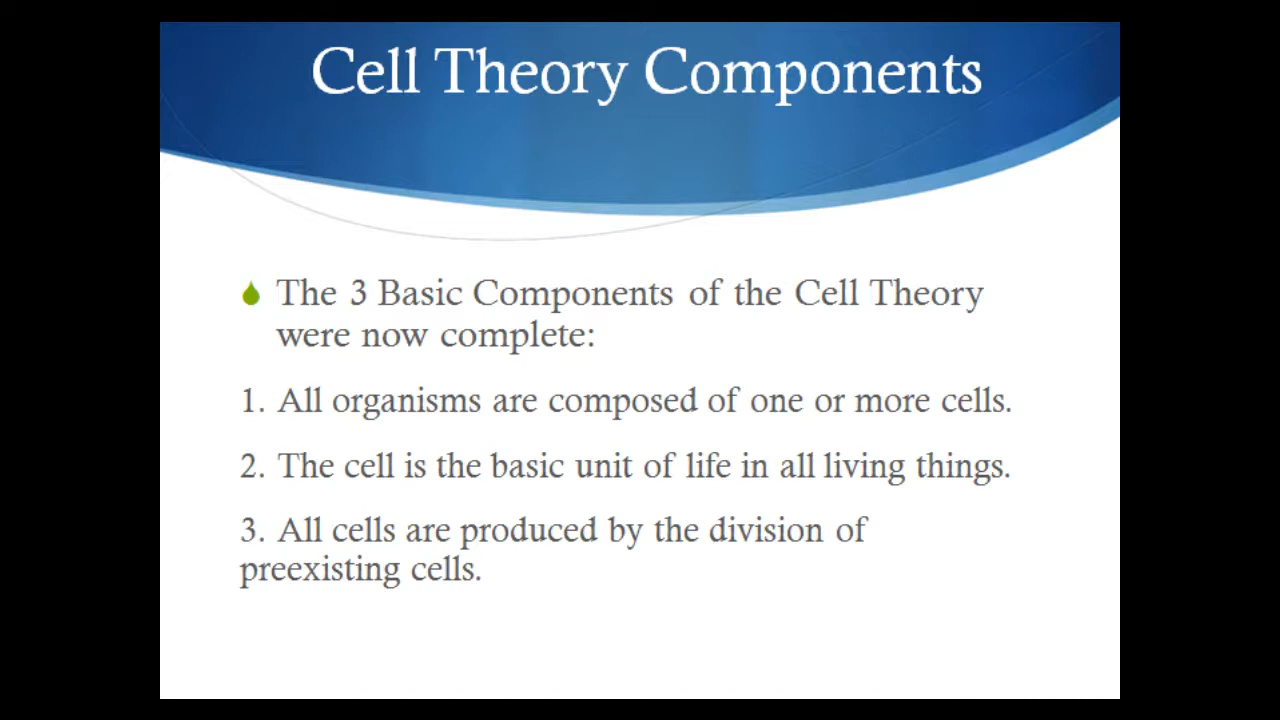 Cell Theory Components
The 3 Basic Components of the Cell Theory
were now complete:
1. All organisms are composed of one or more cells.
2. The cell is the basic unit of life in all living things.
3. All cells are produced by the division of
preexisting cells.